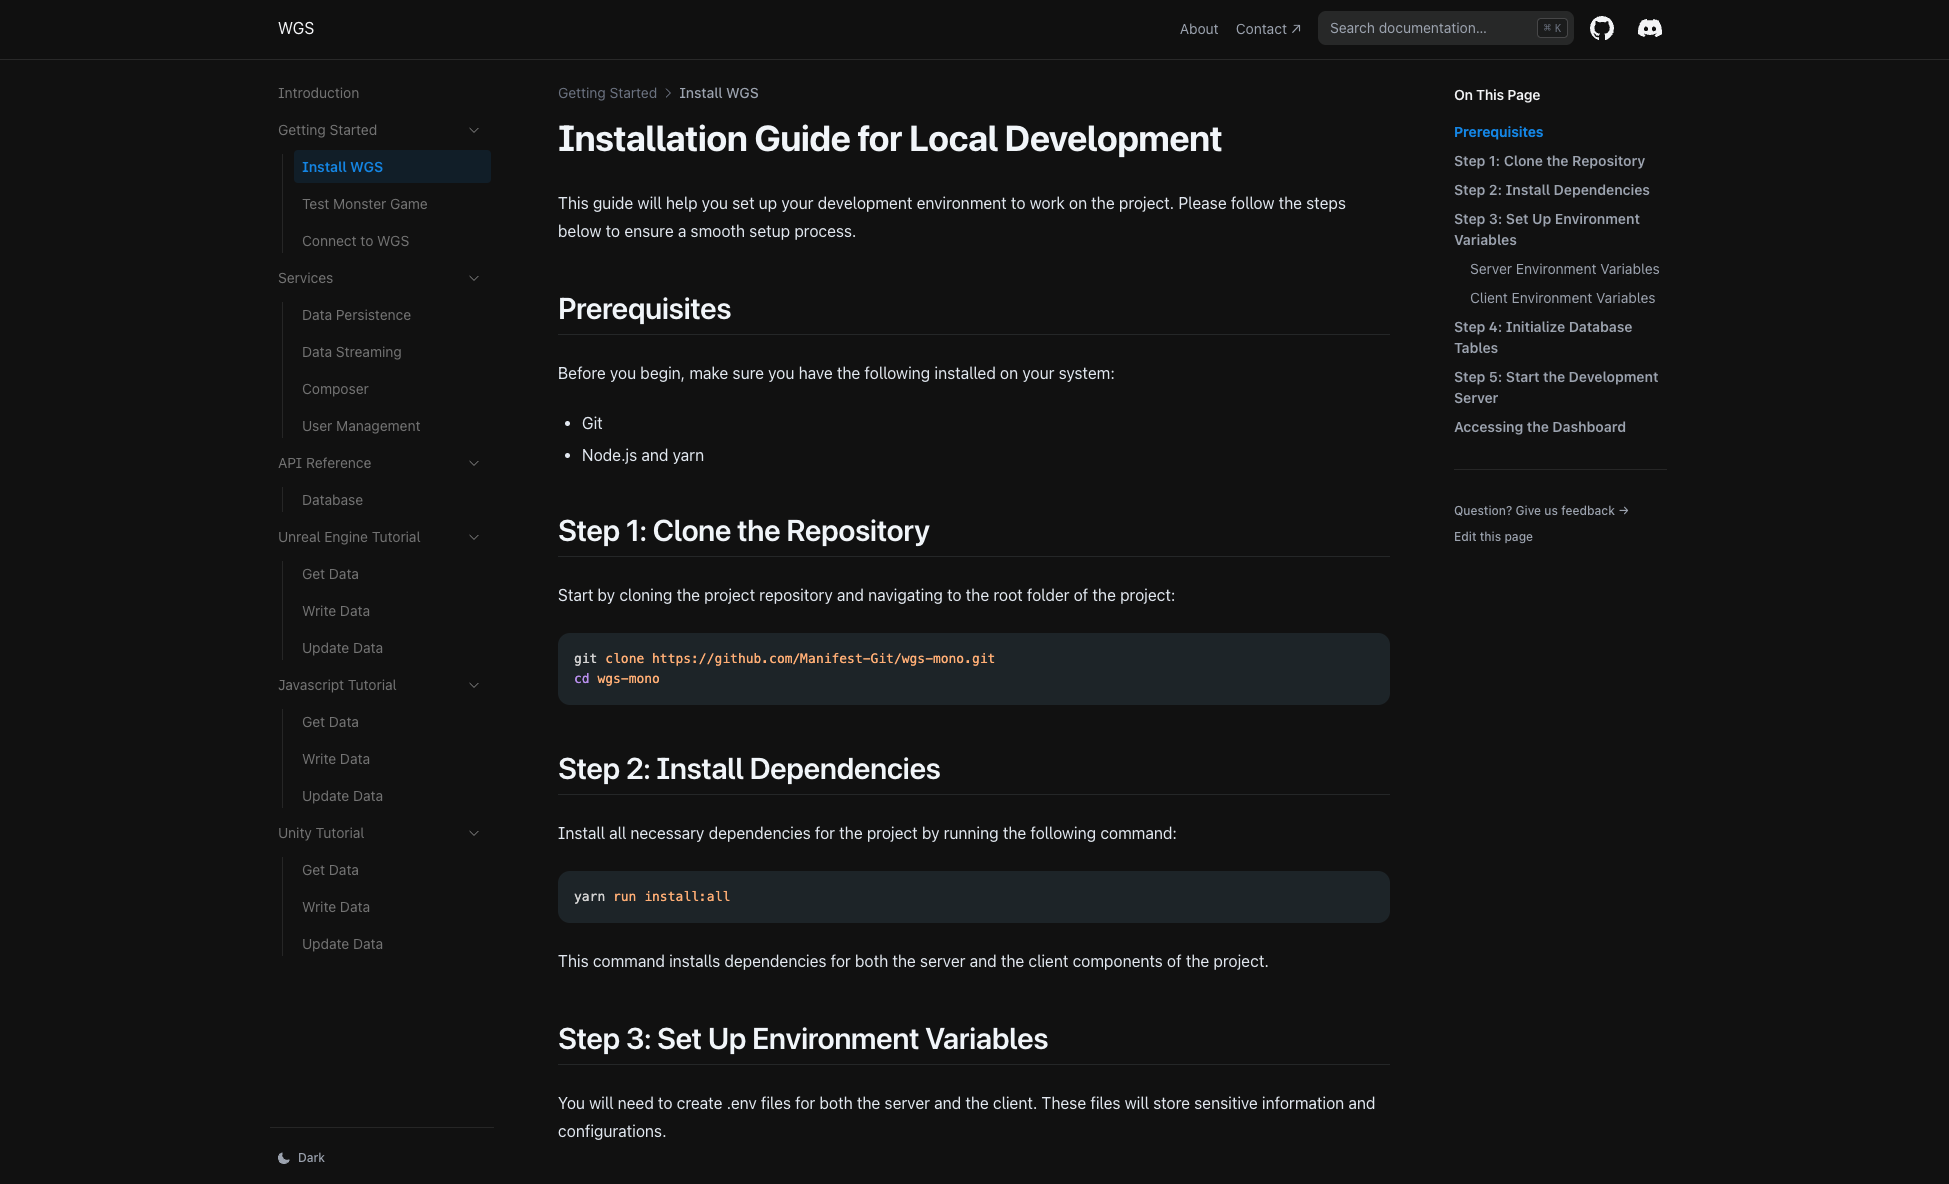 WGS
About
Contact ↗
Search documentation...
⌘ K
Introduction
Getting Started
Install WGS
Test Monster Game
Connect to WGS
Services
Data Persistence
Data Streaming
Composer
User Management
API Reference
Database
Unreal Engine Tutorial
Get Data
Write Data
Update Data
Javascript Tutorial
Get Data
Write Data
Update Data
Unity Tutorial
Get Data
Write Data
Update Data
Dark
Getting Started > Install WGS
Installation Guide for Local Development
This guide will help you set up your development environment to work on the project. Please follow the steps
below to ensure a smooth setup process.
Prerequisites
Before you begin, make sure you have the following installed on your system:
• Git
• Node.js and yarn
Step 1: Clone the Repository
Start by cloning the project repository and navigating to the root folder of the project:
git clone https://github.com/Manifest-Git/wgs-mono.git
cd wgs-mono
Step 2: Install Dependencies
Install all necessary dependencies for the project by running the following command:
yarn run install:all
This command installs dependencies for both the server and the client components of the project.
Step 3: Set Up Environment Variables
You will need to create .env files for both the server and the client. These files will store sensitive information and
configurations.
On This Page
Prerequisites
Step 1: Clone the Repository
Step 2: Install Dependencies
Step 3: Set Up Environment
Variables
Server Environment Variables
Client Environment Variables
Step 4: Initialize Database
Tables
Step 5: Start the Development
Server
Accessing the Dashboard
Question? Give us feedback →
Edit this page